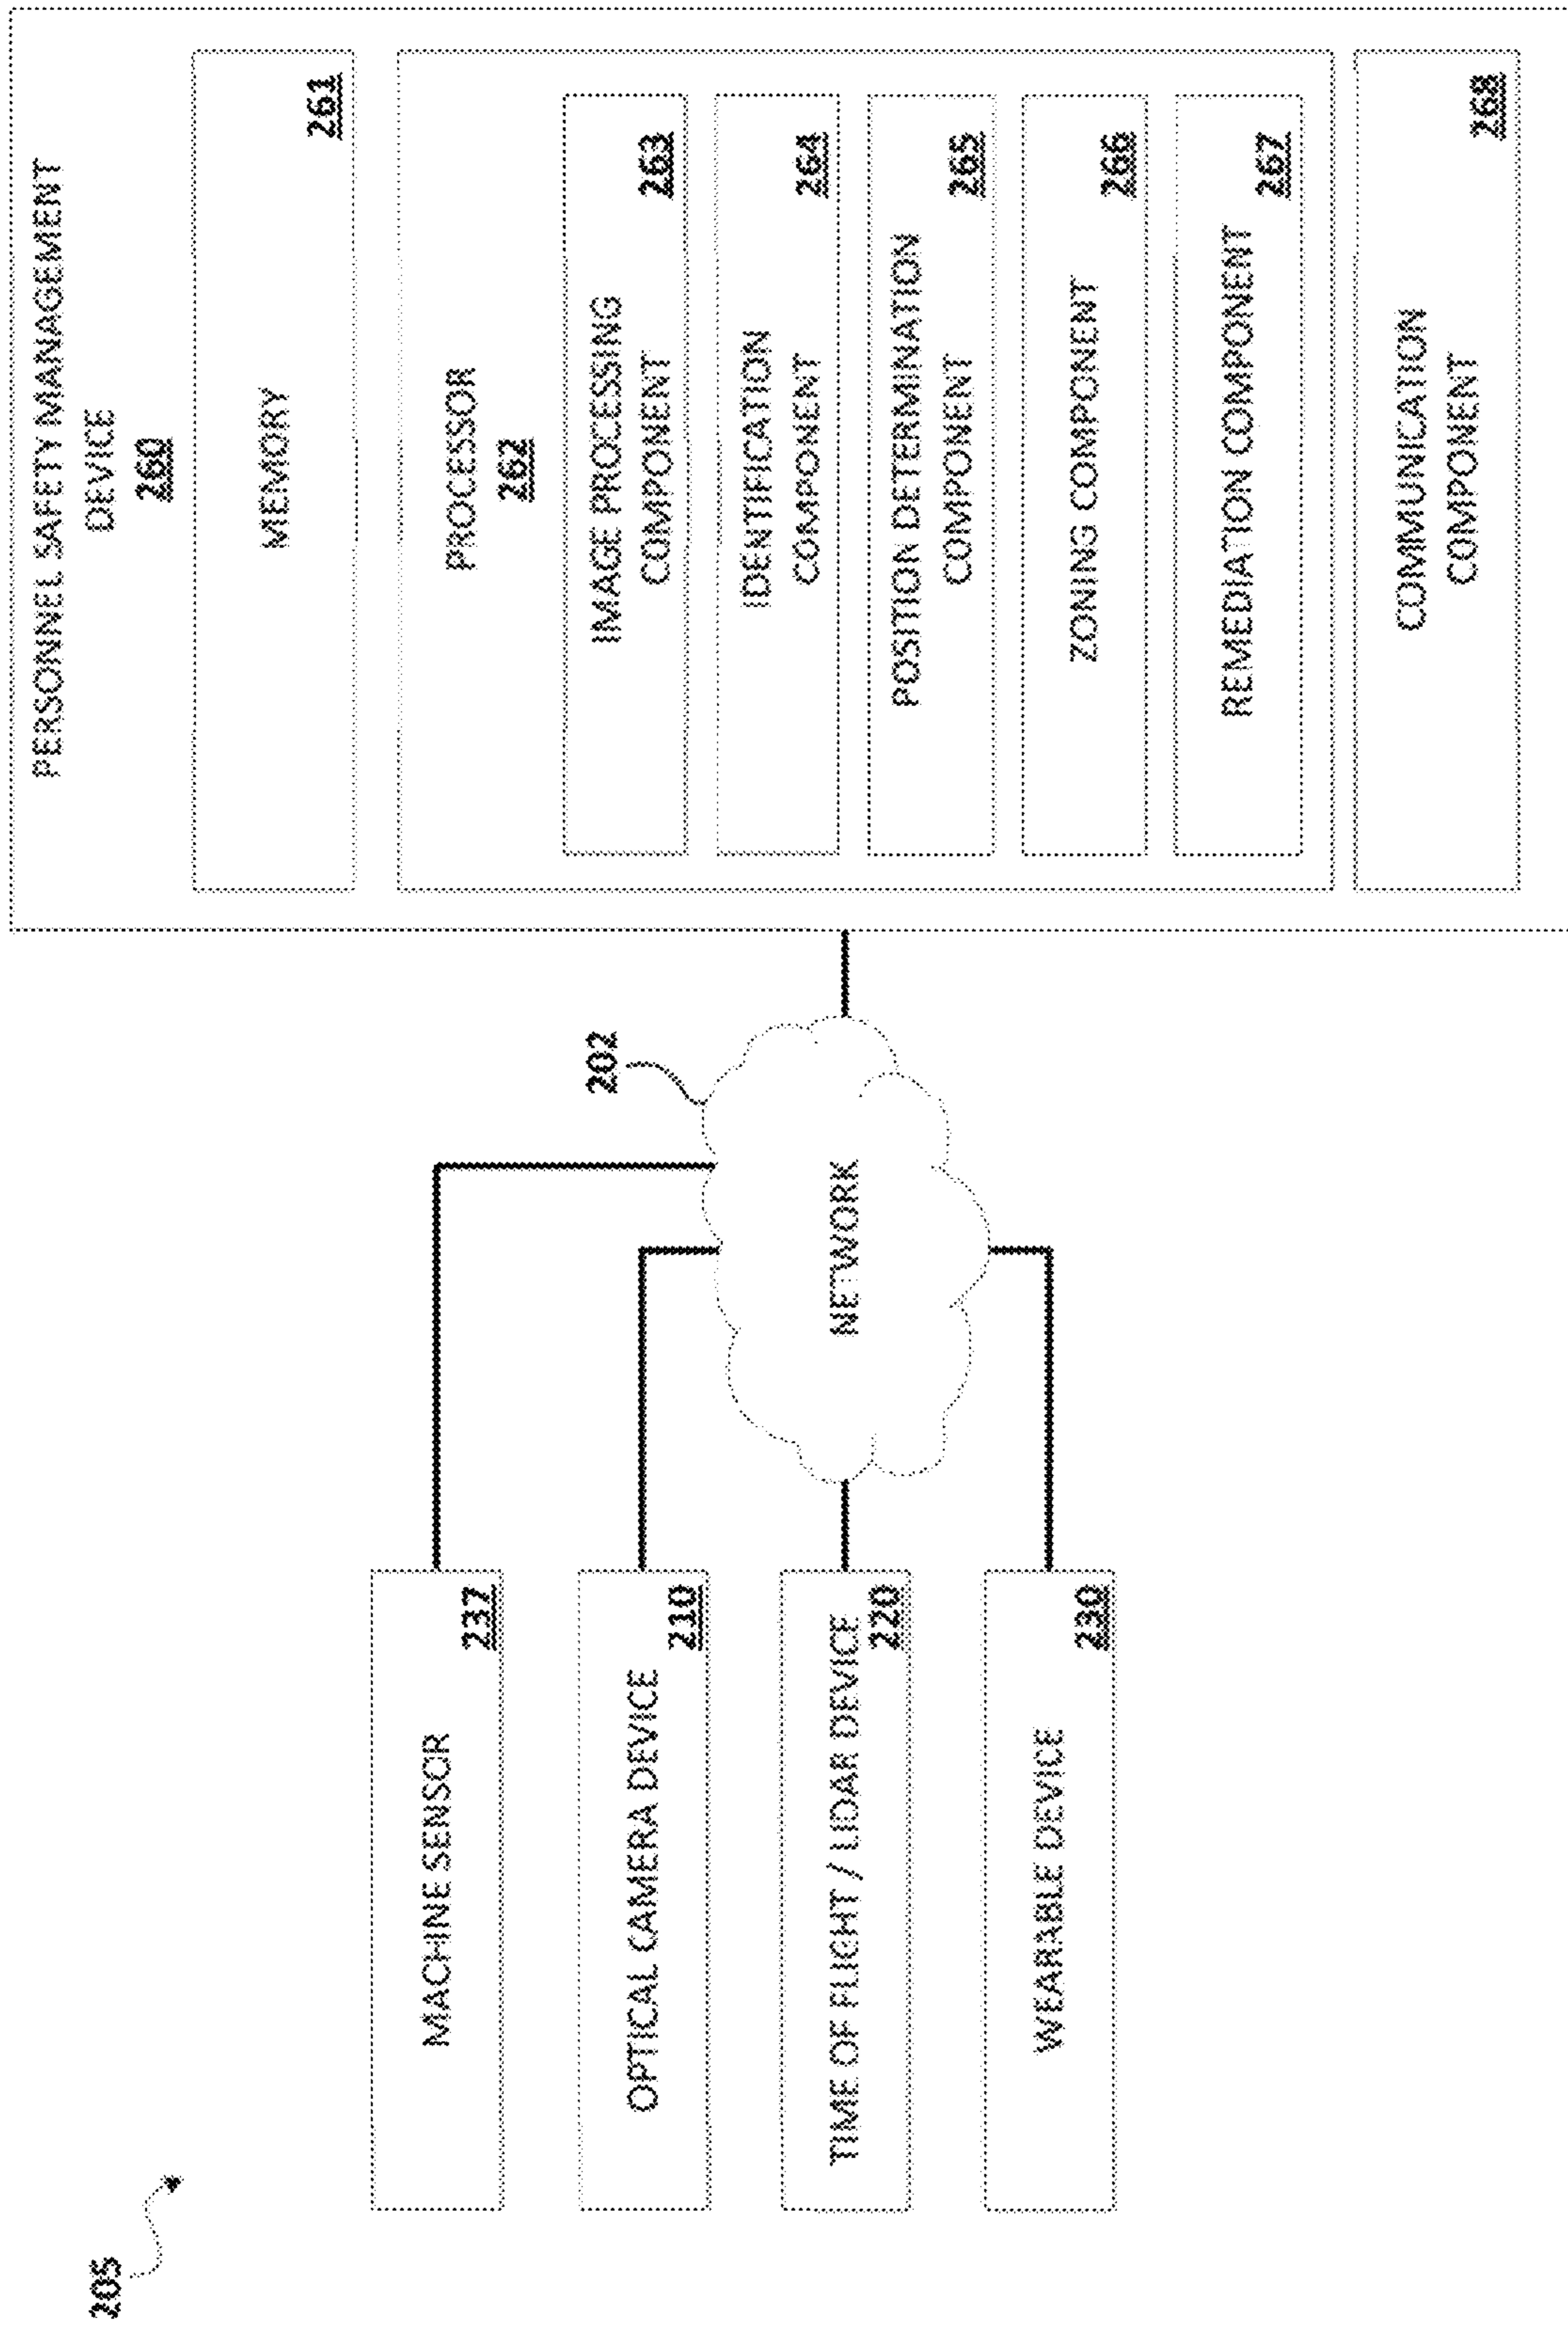 205
MACHINE SENSOR
237
OPTICAL CAMERA DEVICE
210
TIME OF FLIGHT / LIDAR DEVICE
220
WEARABLE DEVICE
230
202
NETWORK
PERSONNEL SAFETY MANAGEMENT
DEVICE
260
MEMORY
261
PROCESSOR
262
IMAGE PROCESSING
COMPONENT
263
IDENTIFICATION
COMPONENT
264
POSITION DETERMINATION
COMPONENT
265
ZONING COMPONENT
266
REMEDIATION COMPONENT
267
COMMUNICATION
COMPONENT
268